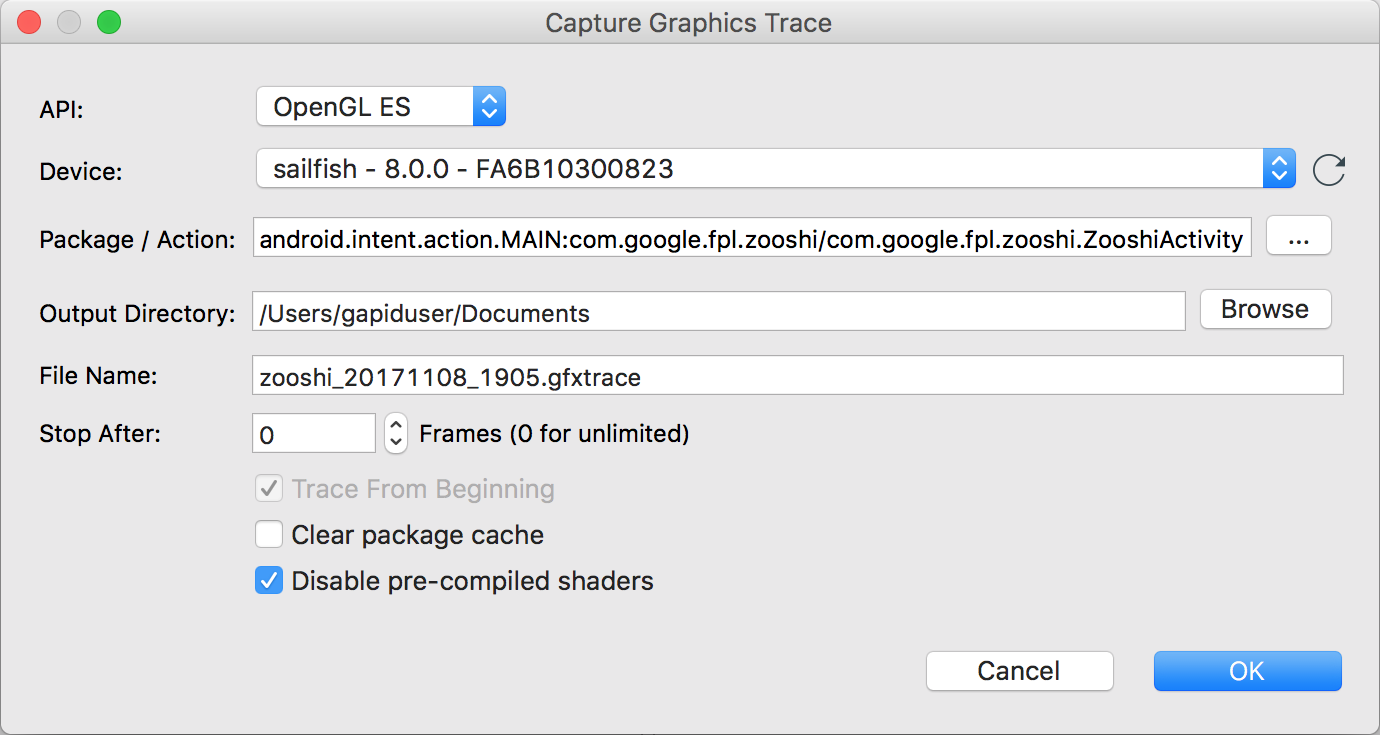 Capture Graphics Trace
API: OpenGL ES
Device: sailfish - 8.0.0 - FA6B10300823
Package / Action: android.intent.action.MAIN:com.google.fpl.zooshi/com.google.fpl.zooshi.ZooshiActivity ...
Output Directory: /Users/gapiduser/Documents Browse
File Name: zooshi_20171108_1905.gfxtrace
Stop After: 0 Frames (0 for unlimited)
Trace From Beginning
Clear package cache
Disable pre-compiled shaders
Cancel OK